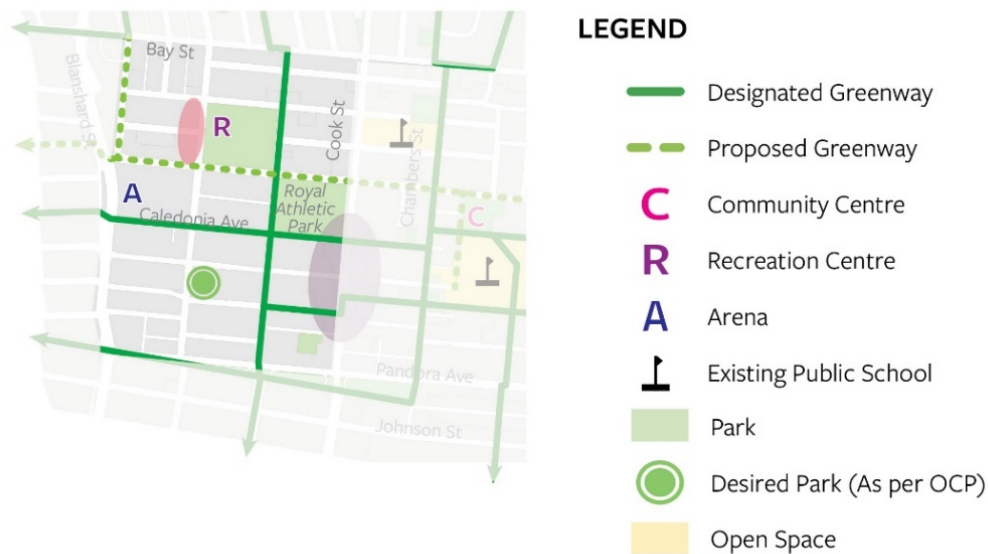 Bay St
Blanshard St
R
Cook St
Chambers St
A
Royal
Athletic
Park
Caledonia Ave
C
Pandora Ave
Johnson St
LEGEND
Designated Greenway
Proposed Greenway
C Community Centre
R Recreation Centre
A Arena
Existing Public School
Park
Desired Park (As per OCP)
Open Space